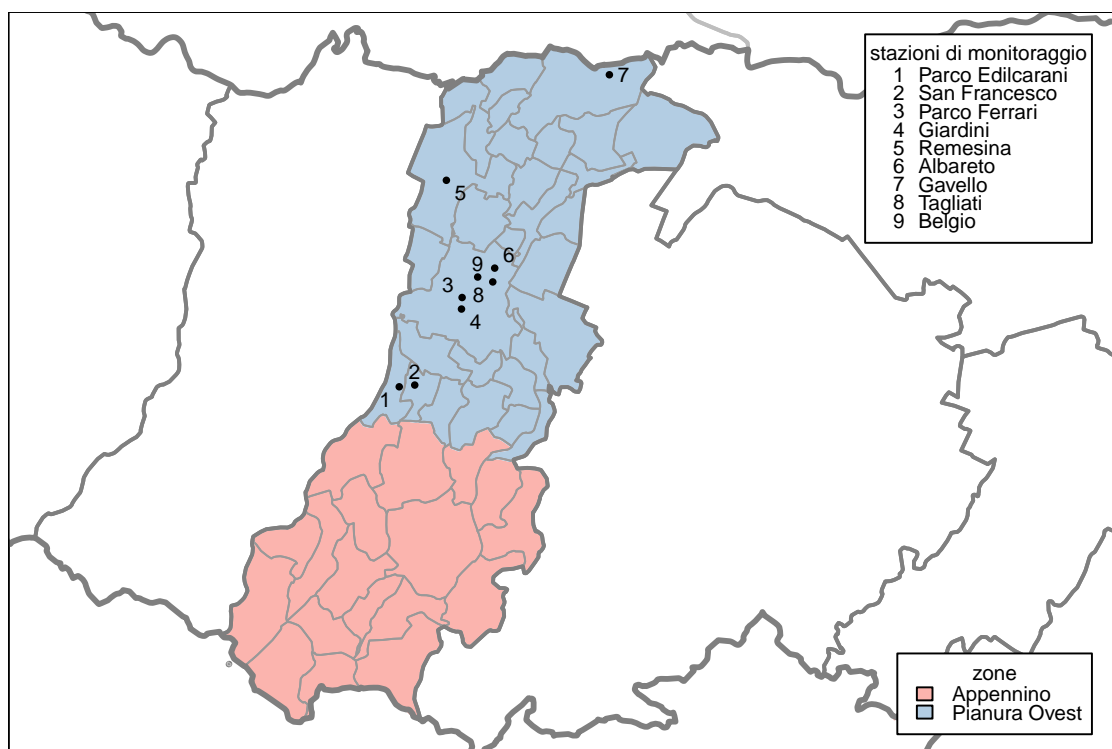 stazioni di monitoraggio
1 Parco Edilcarani
2 San Francesco
3 Parco Ferrari
4 Giardini
5 Remesina
6 Albareto
7 Gavello
8 Tagliati
9 Belgio
7
5
6
9
3
8
4
2
1
zone
Appennino
Pianura Ovest